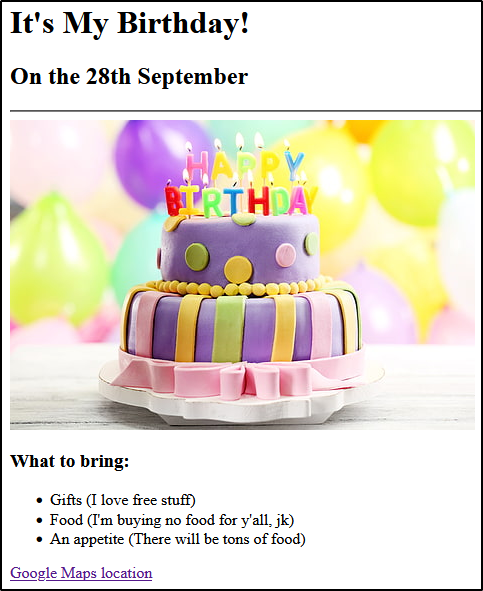 It's My Birthday!
On the 28th September
HAPPY
BIRTHDAY
What to bring:
Gifts (I love free stuff)
Food (I'm buying no food for y'all, jk)
An appetite (There will be tons of food)
Google Maps location